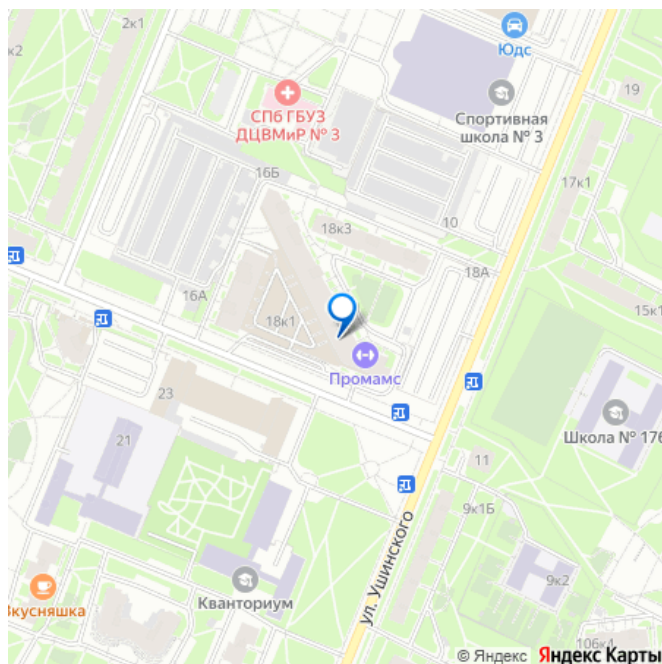 2к1
к2
Юдс
19
СПб ГБУЗ
ДЦВМиР № 3
Спортивная
школа № 3
16Б
17к1
10
18к3
18А
16А
18к1
15к1
Промамс
23
21
Школа № 176
11
9к1Б
ул. Ушинского
9к2
Кванториум
Вкусняшка
106к4
© Яндекс Яндекс Карты